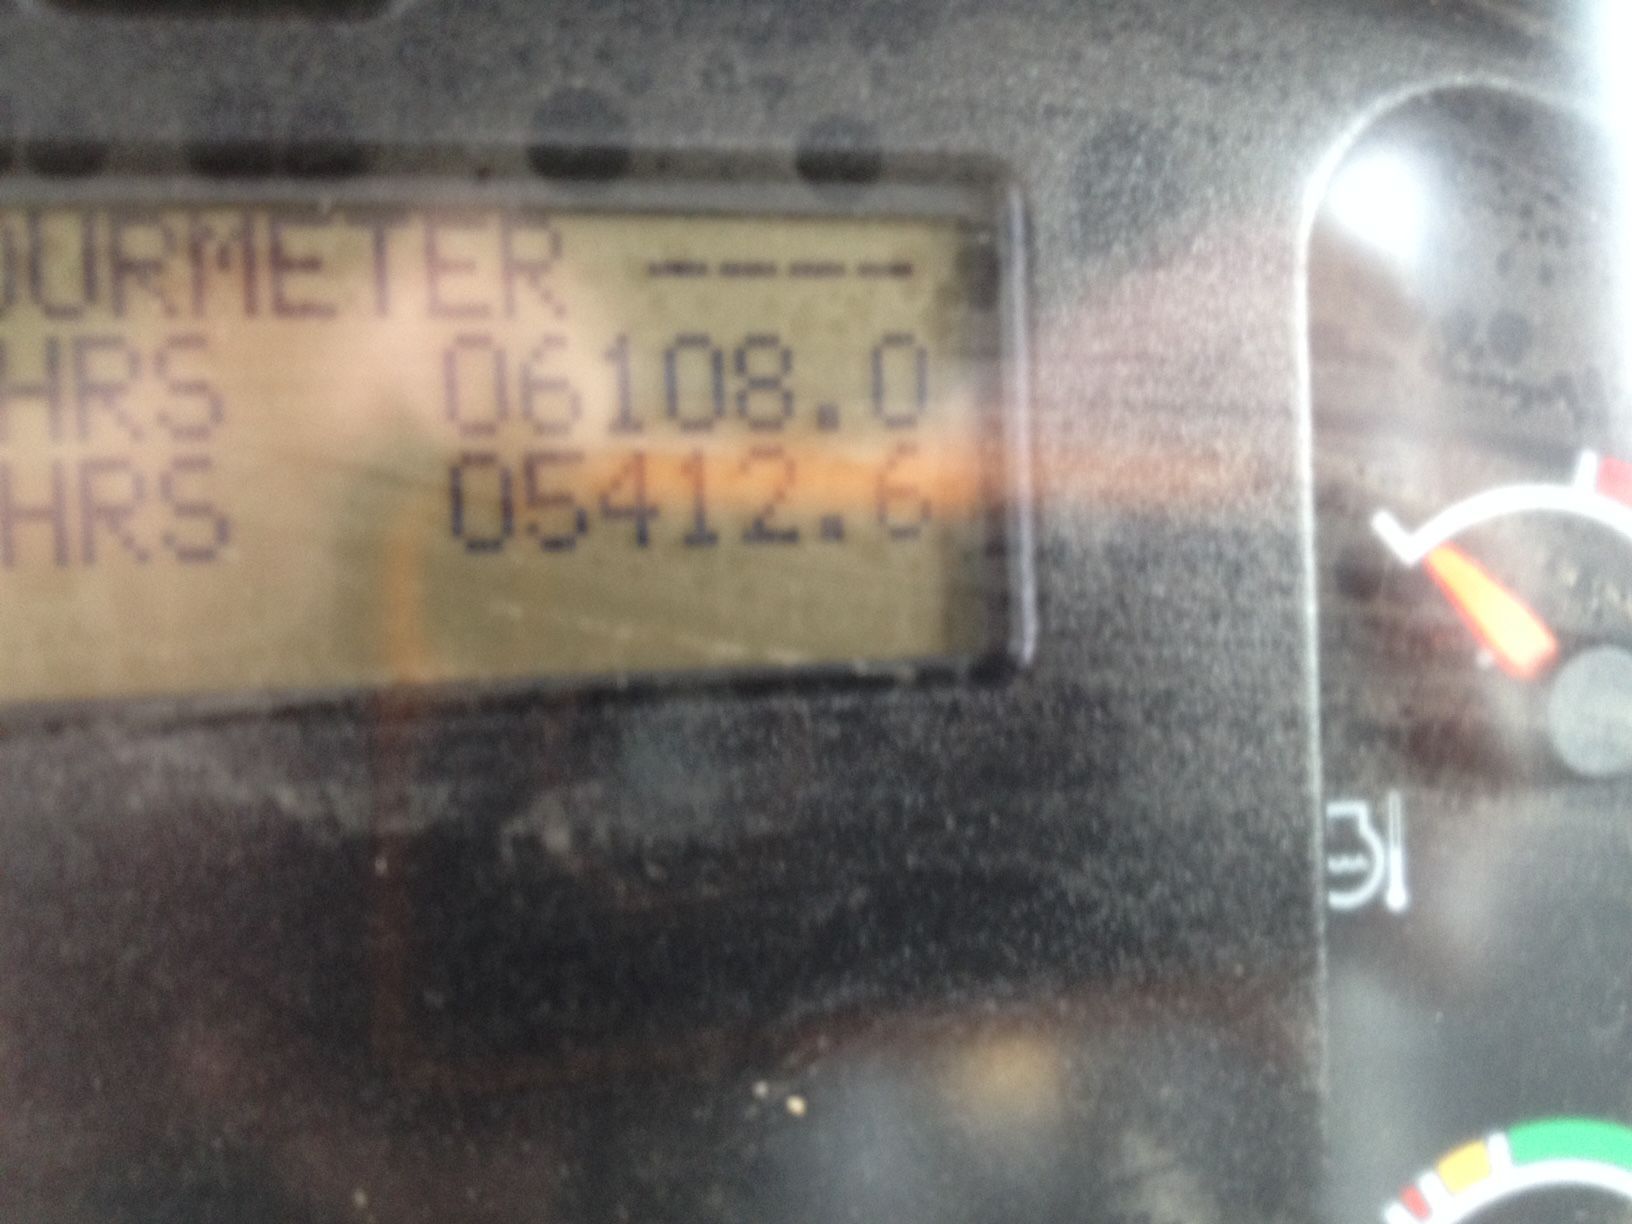 OURMETER ----
HRS 06108.0
HRS 05412.6